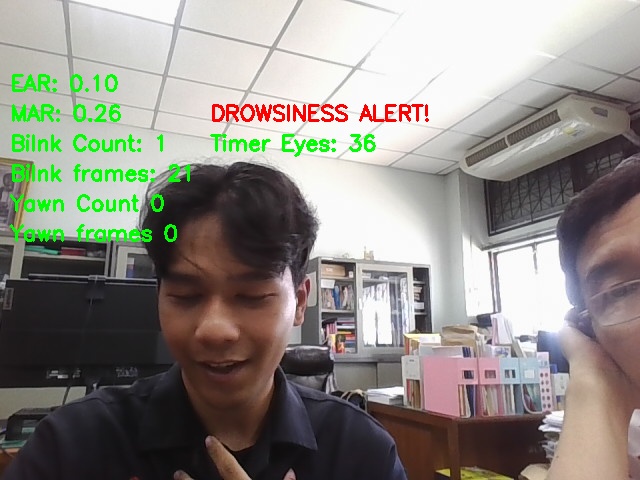 EAR: 0.10
MAR: 0.26
DROWSINESS ALERT!
Bilnk Count: 1
Timer Eyes: 36
Bilnk frames: 21
Yawn Count 0
Yawn frames 0